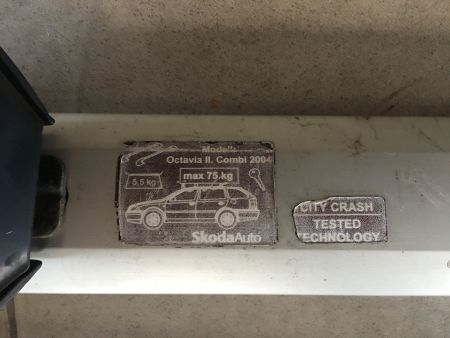 Modell:
Octavia II. Combi 2004
max 75.kg
5,5 kg
SkodaAuto
CITY CRASH
TESTED
TECHNOLOGY